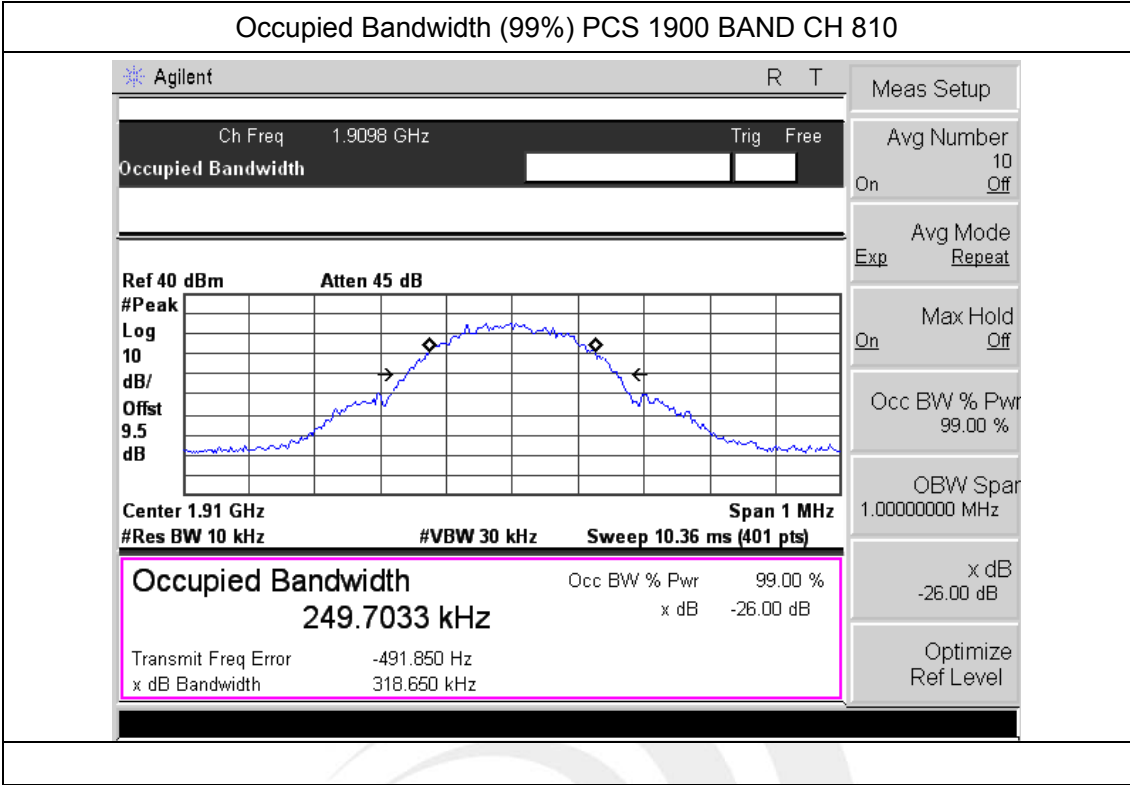 Occupied Bandwidth (99%) PCS 1900 BAND CH 810
Agilent R T
Ch Freq 1.9098 GHz Trig Free
Occupied Bandwidth
Ref 40 dBm Atten 45 dB
#Peak
Log
10
dB/
Offst
9.5
dB
Center 1.91 GHz Span 1 MHz
#Res BW 10 kHz #VBW 30 kHz Sweep 10.36 ms (401 pts)
Occupied Bandwidth Occ BW % Pwr 99.00 %
249.7033 kHz x dB -26.00 dB
Transmit Freq Error -491.850 Hz
x dB Bandwidth 318.650 kHz
Meas Setup
Avg Number
10
On Off
Avg Mode
Exp Repeat
Max Hold
On Off
Occ BW % Pwr
99.00 %
OBW Span
1.00000000 MHz
x dB
-26.00 dB
Optimize
Ref Level